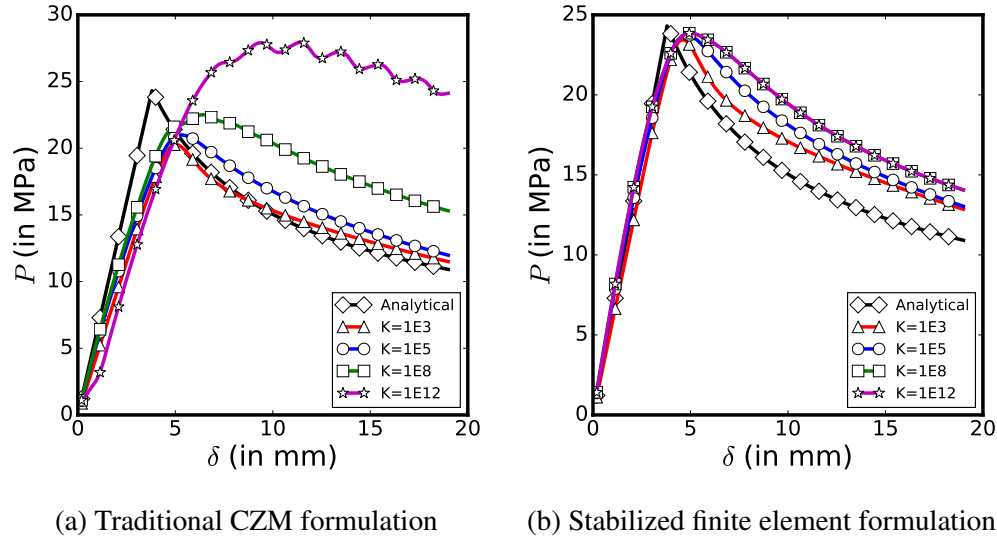 30
25
20
15
10
5
0
0 5 10 15 20
P (in MPa)
δ (in mm)
Analytical
K=1E3
K=1E5
K=1E8
K=1E12
(a) Traditional CZM formulation
25
20
15
10
5
0
0 5 10 15 20
P (in MPa)
δ (in mm)
Analytical
K=1E3
K=1E5
K=1E8
K=1E12
(b) Stabilized finite element formulation